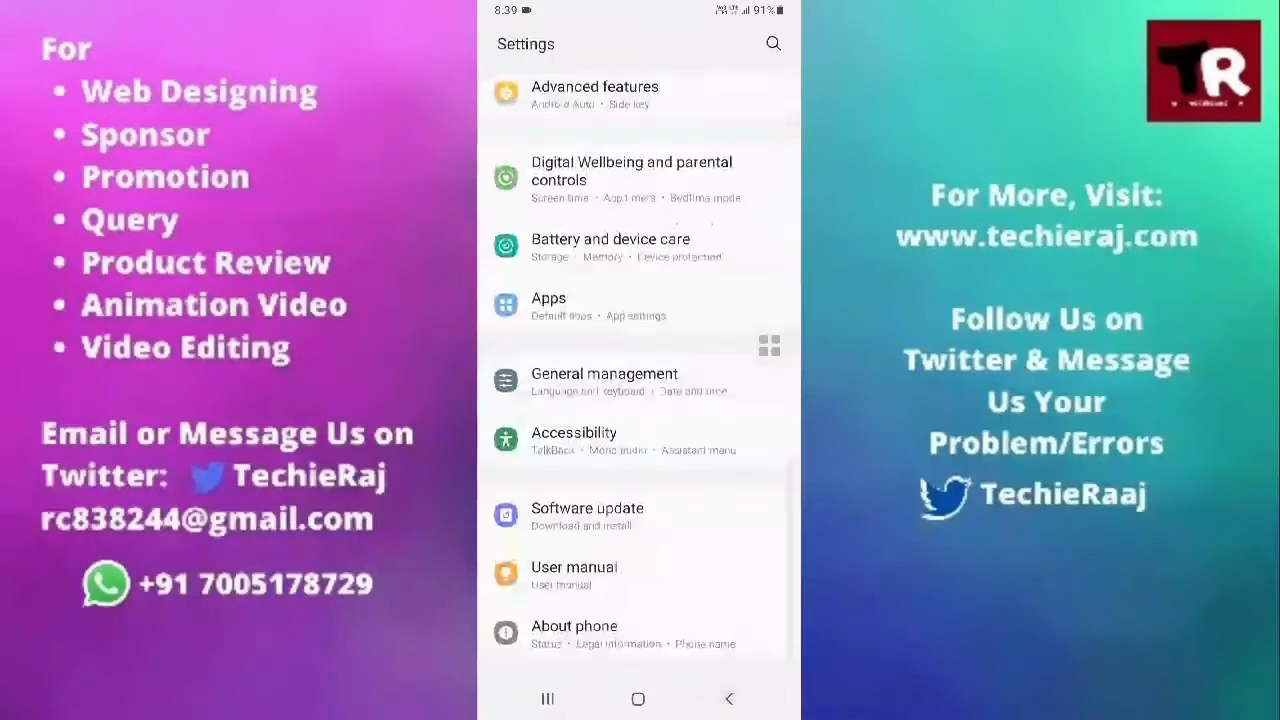 For
• Web Designing
• Sponsor
• Promotion
• Query
• Product Review
• Animation Video
• Video Editing
Email or Message Us on
Twitter: TechieRaj
rc838244@gmail.com
+91 7005178729
8:39
91%
Settings
Advanced features
Android Auto • Side key
Digital Wellbeing and parental
controls
Screen time • App timers • Bedtime mode
Battery and device care
Storage • Memory • Device protection
Apps
Default apps • App settings
General management
Language and keyboard • Date and time
Accessibility
TalkBack • Mono audio • Assistant menu
Software update
Download and install
User manual
User manual
About phone
Status • Legal information • Phone name
TR
For More, Visit:
www.techieraj.com
Follow Us on
Twitter & Message
Us Your
Problem/Errors
TechieRaaj